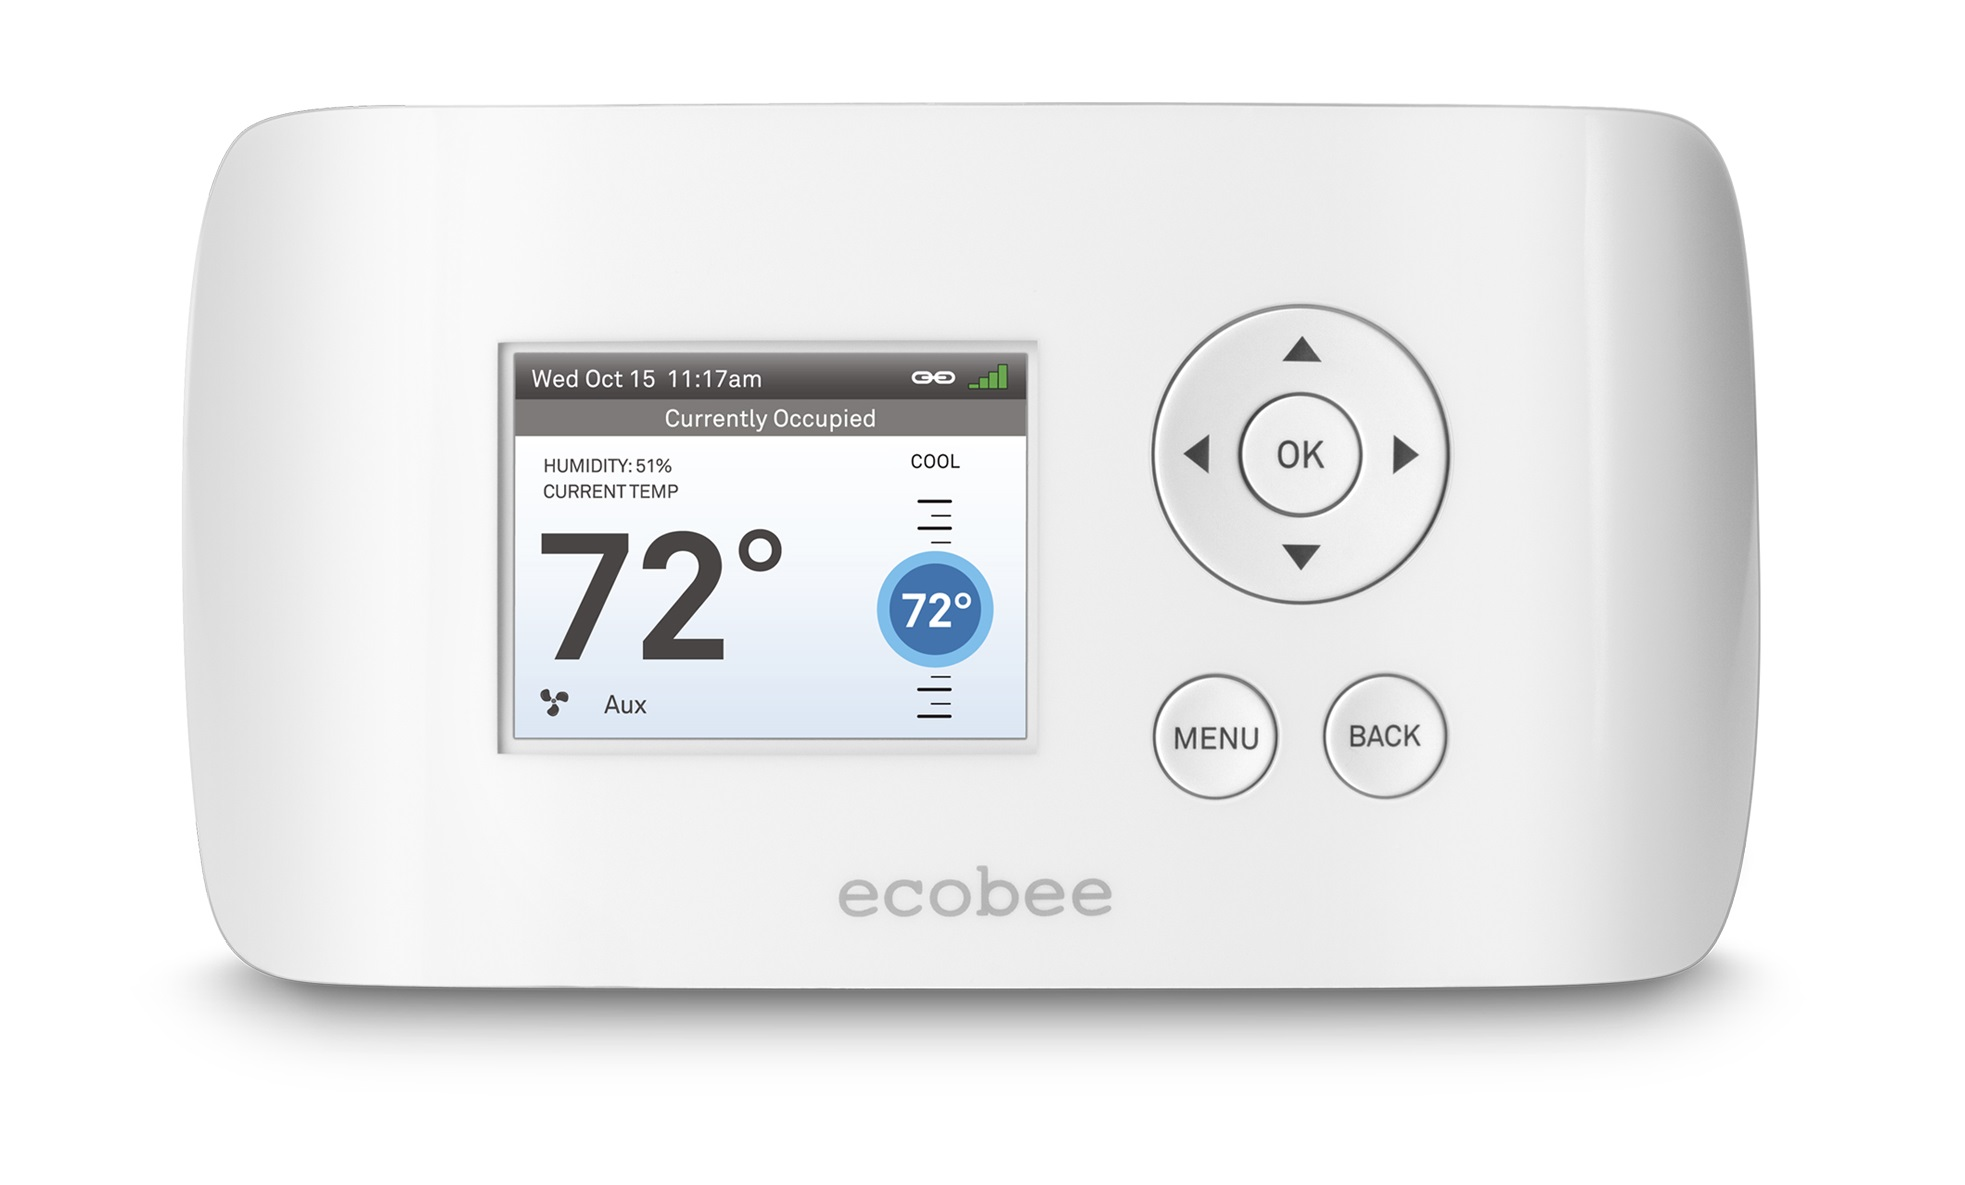 Wed Oct 15 11:17am
Currently Occupied
HUMIDITY: 51%
CURRENT TEMP
72°
Aux
COOL
72°
OK
MENU
BACK
ecobee